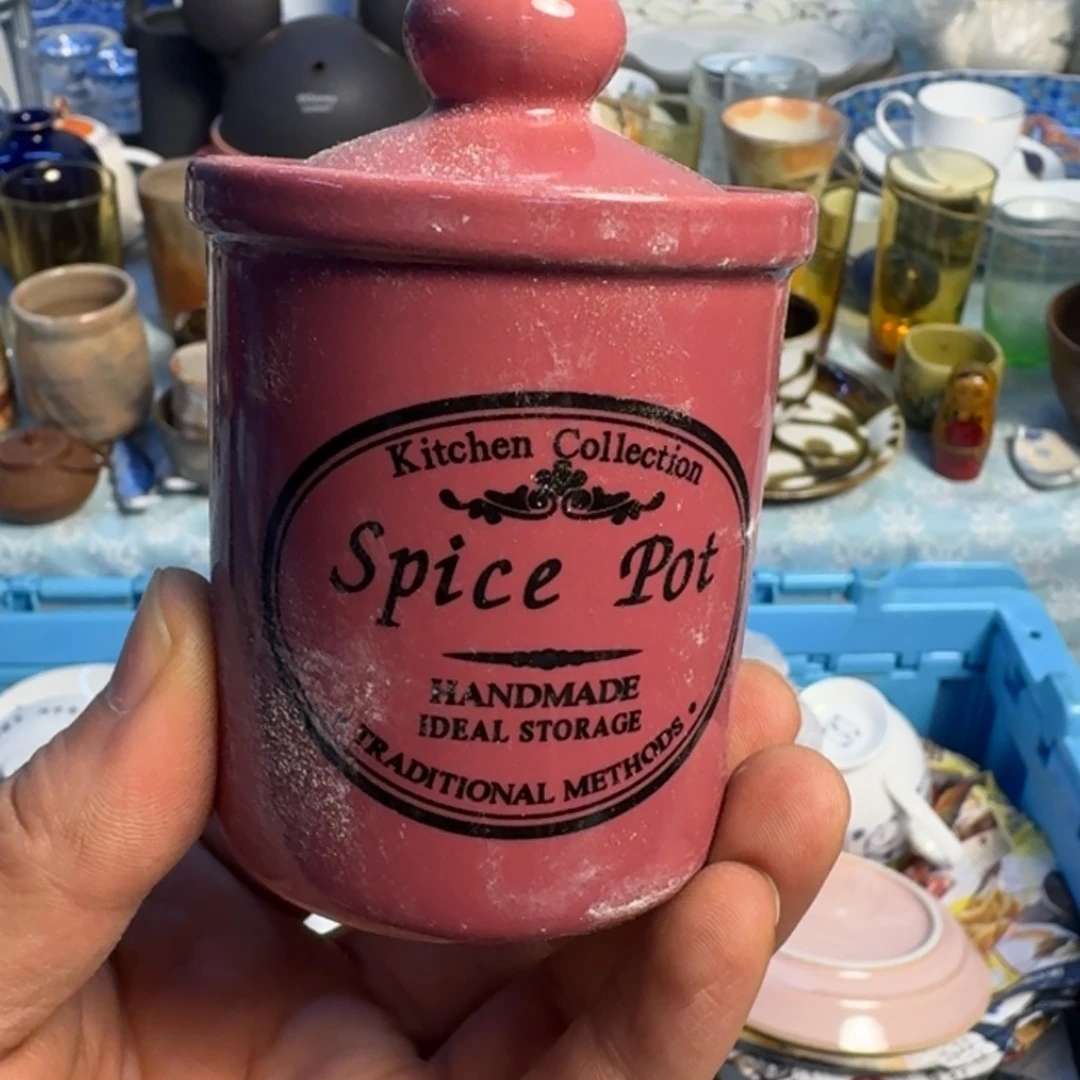 Kitchen Collection
Spice Pot
HANDMADE
IDEAL STORAGE
TRADITIONAL METHODS